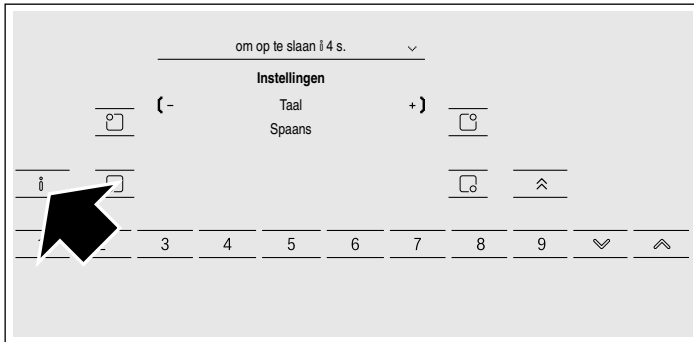 om op te slaan i 4 s.
Instellingen
- Taal +
Spaans
i
3 4 5 6 7 8 9